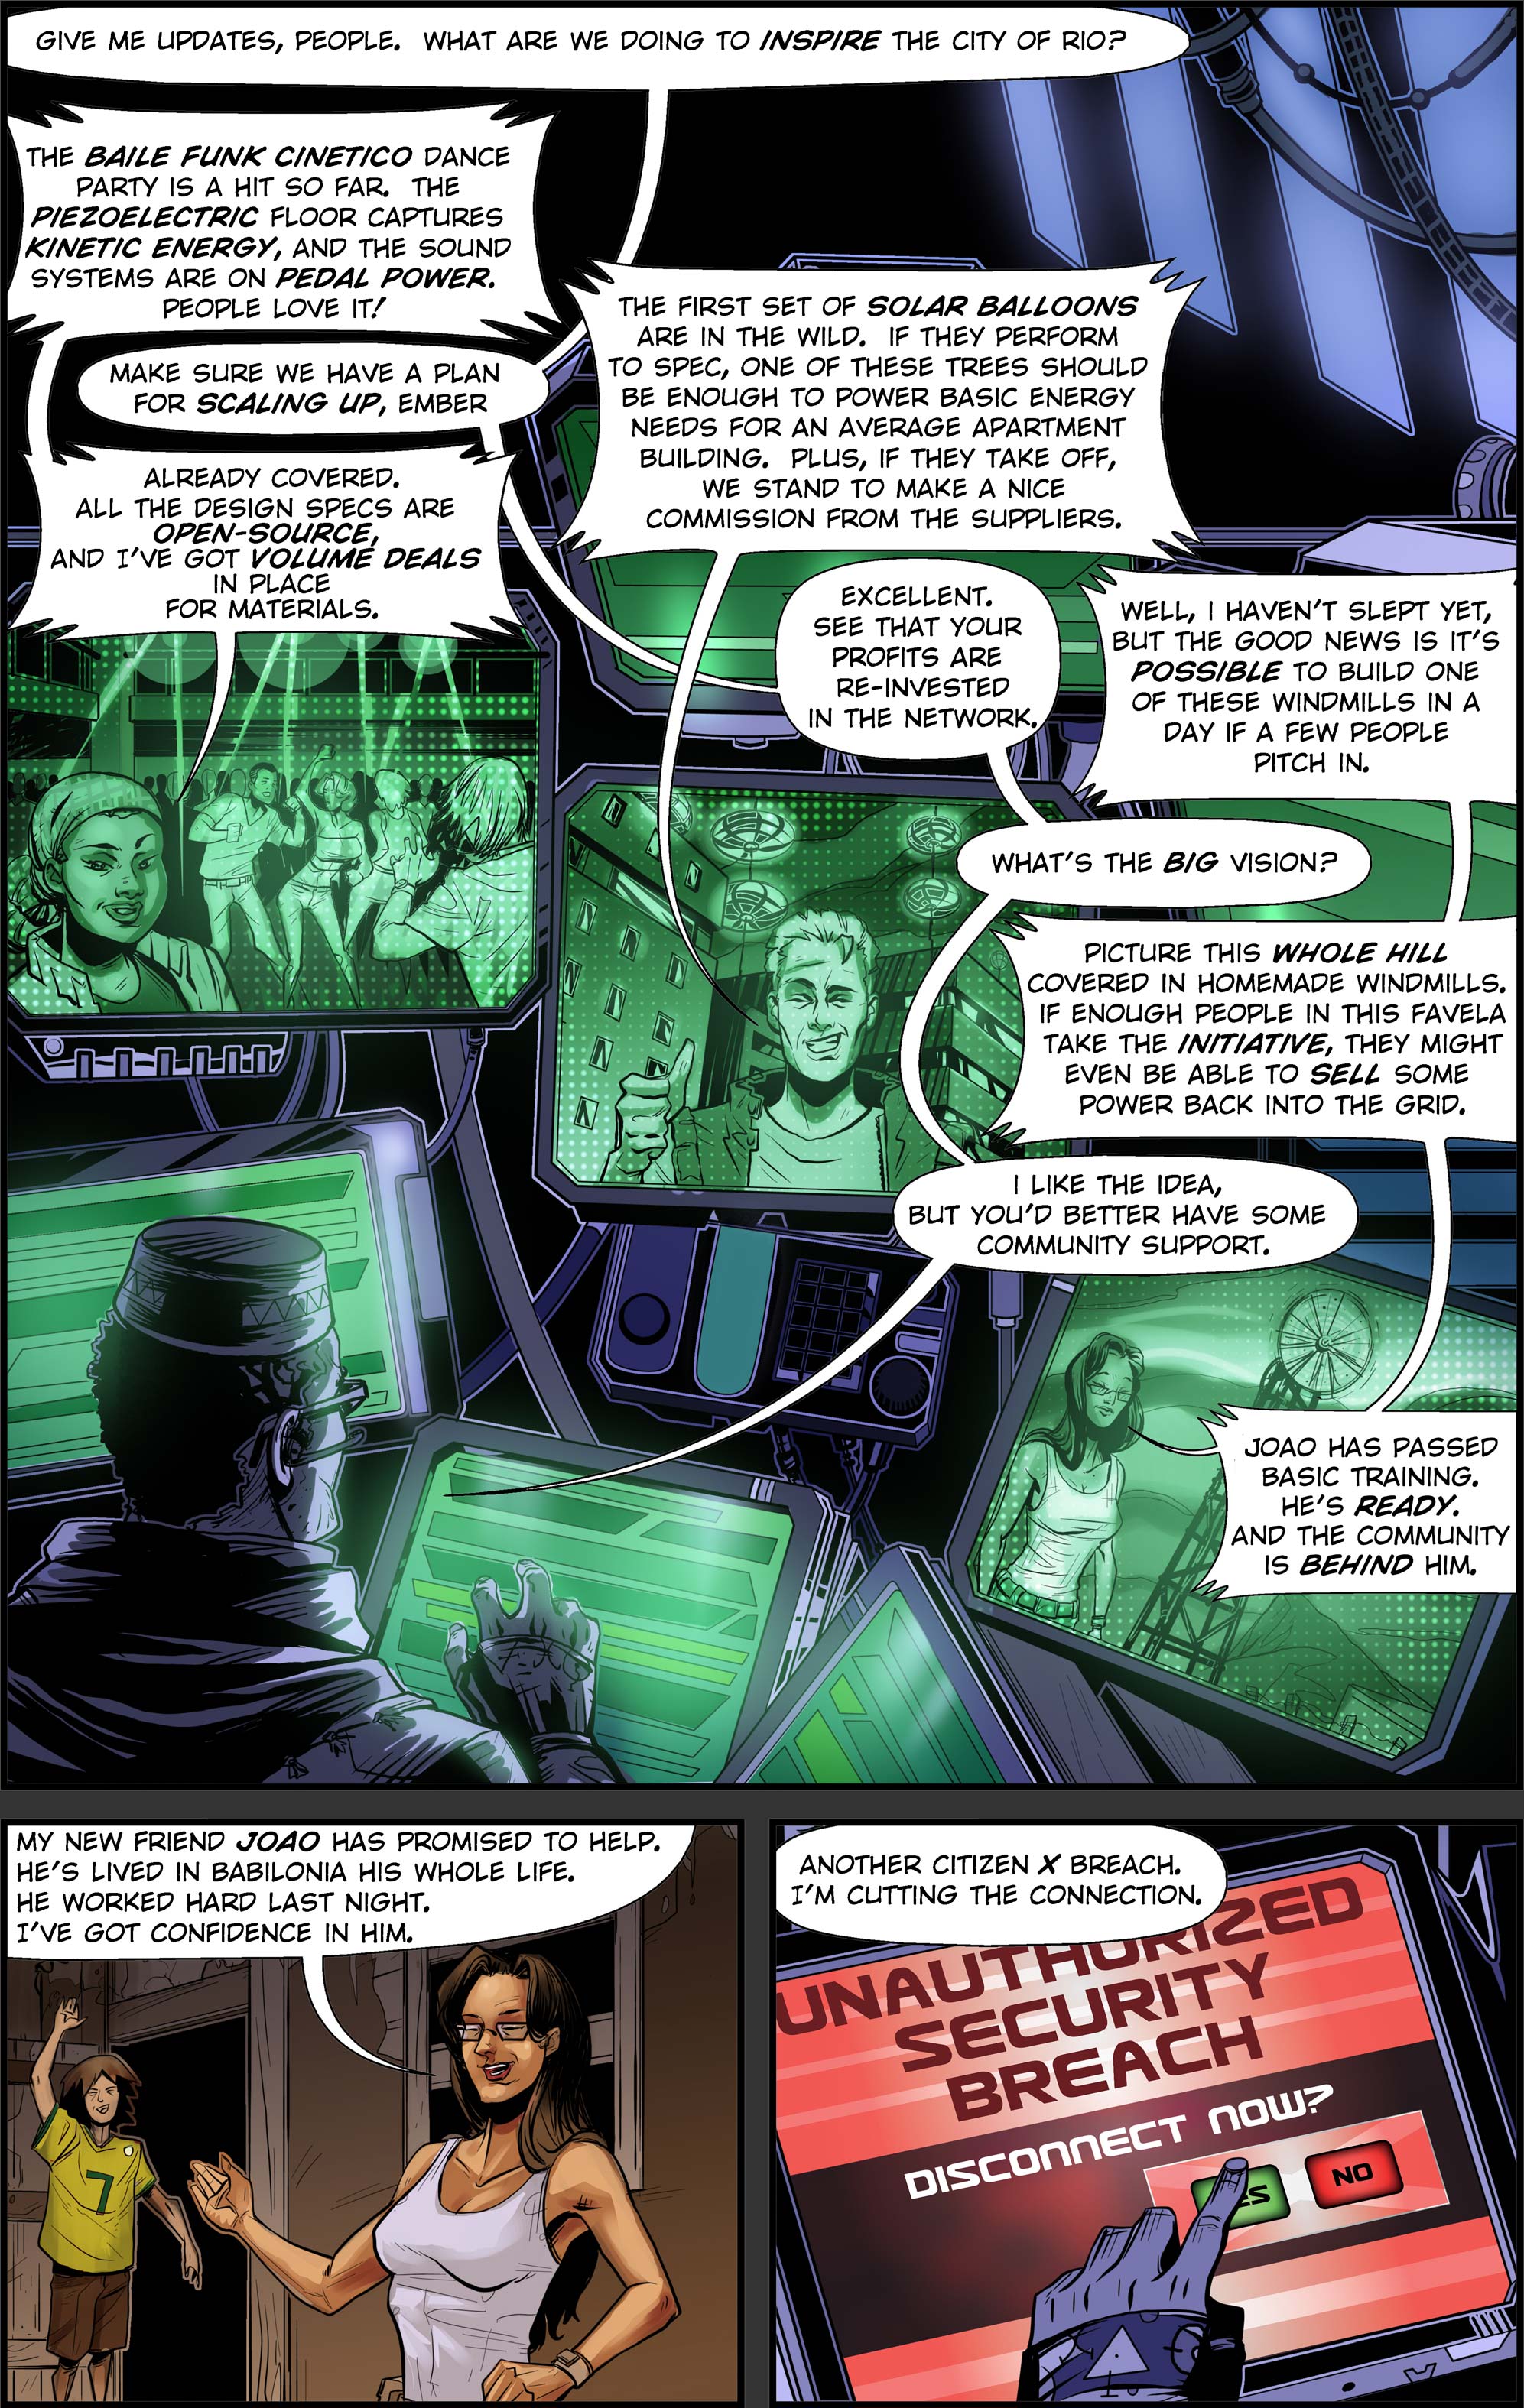 GIVE ME UPDATES, PEOPLE. WHAT ARE WE DOING TO INSPIRE THE CITY OF RIO?
THE BAILE FUNK CINETICO DANCE
PARTY IS A HIT SO FAR. THE
PIEZOELECTRIC FLOOR CAPTURES
KINETIC ENERGY, AND THE SOUND
SYSTEMS ARE ON PEDAL POWER.
PEOPLE LOVE IT!
MAKE SURE WE HAVE A PLAN
FOR SCALING UP, EMBER
ALREADY COVERED.
ALL THE DESIGN SPECS ARE
OPEN-SOURCE,
AND I'VE GOT VOLUME DEALS
IN PLACE
FOR MATERIALS.
THE FIRST SET OF SOLAR BALLOONS
ARE IN THE WILD. IF THEY PERFORM
TO SPEC, ONE OF THESE TREES SHOULD
BE ENOUGH TO POWER BASIC ENERGY
NEEDS FOR AN AVERAGE APARTMENT
BUILDING. PLUS, IF THEY TAKE OFF,
WE STAND TO MAKE A NICE
COMMISSION FROM THE SUPPLIERS.
EXCELLENT.
SEE THAT YOUR
PROFITS ARE
RE-INVESTED
IN THE NETWORK.
WELL, I HAVEN'T SLEPT YET,
BUT THE GOOD NEWS IS IT'S
POSSIBLE TO BUILD ONE
OF THESE WINDMILLS IN A
DAY IF A FEW PEOPLE
PITCH IN.
WHAT'S THE BIG VISION?
PICTURE THIS WHOLE HILL
COVERED IN HOMEMADE WINDMILLS.
IF ENOUGH PEOPLE IN THIS FAVELA
TAKE THE INITIATIVE, THEY MIGHT
EVEN BE ABLE TO SELL SOME
POWER BACK INTO THE GRID.
I LIKE THE IDEA,
BUT YOU'D BETTER HAVE SOME
COMMUNITY SUPPORT.
JOAO HAS PASSED
BASIC TRAINING.
HE'S READY.
AND THE COMMUNITY
IS BEHIND HIM.
MY NEW FRIEND JOAO HAS PROMISED TO HELP.
HE'S LIVED IN BABILONIA HIS WHOLE LIFE.
HE WORKED HARD LAST NIGHT.
I'VE GOT CONFIDENCE IN HIM.
7
ANOTHER CITIZEN X BREACH.
I'M CUTTING THE CONNECTION.
UNAUTHORIZED
SECURITY
BREACH
DISCONNECT NOW?
YES NO